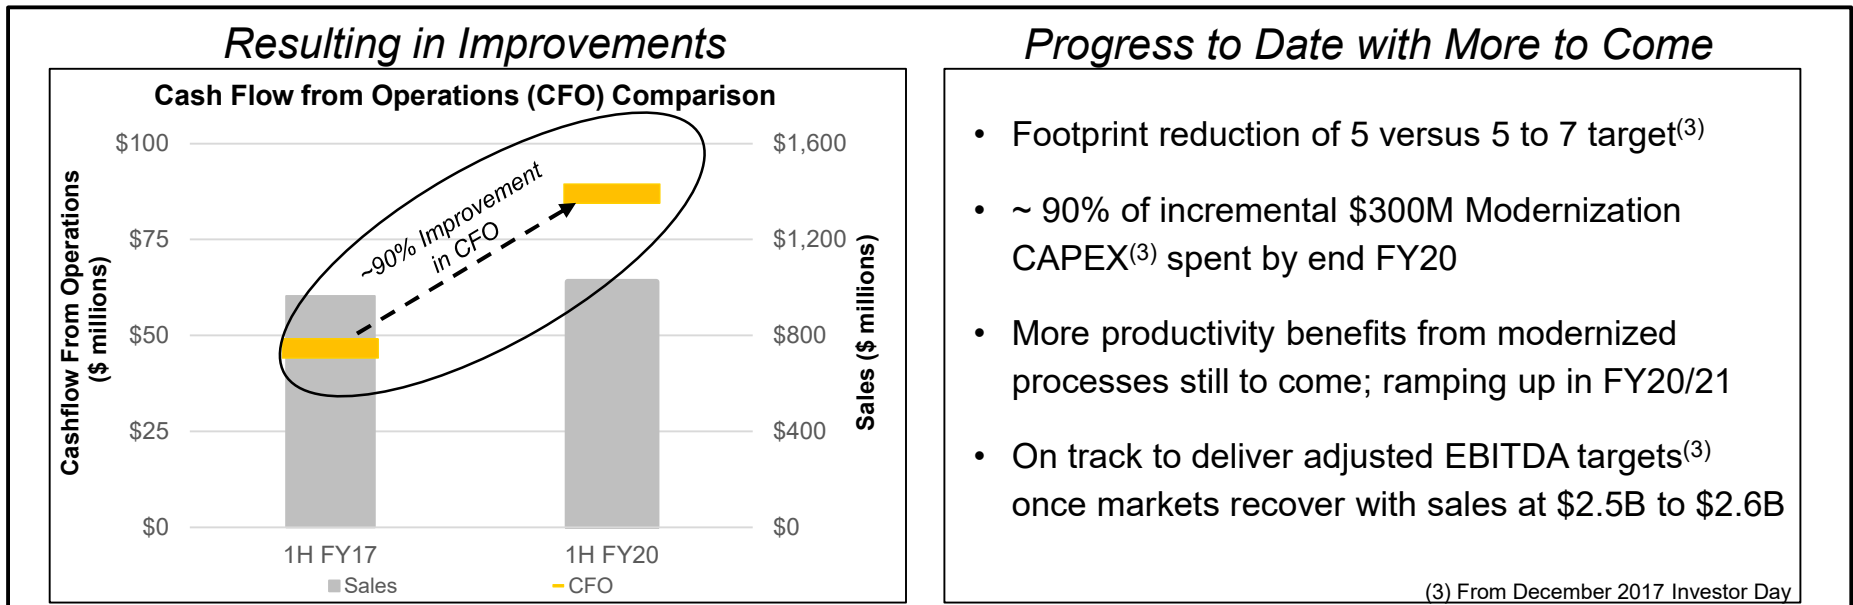 Resulting in Improvements
Cash Flow from Operations (CFO) Comparison
Cashflow From Operations
($ millions)
$100
$75
$50
$25
$0
~90% Improvement
in CFO
$1,600
$1,200
$800
$400
$0
Sales ($ millions)
1H FY17
1H FY20
Sales
CFO
Progress to Date with More to Come
• Footprint reduction of 5 versus 5 to 7 target(3)
• ~ 90% of incremental $300M Modernization
CAPEX(3) spent by end FY20
• More productivity benefits from modernized
processes still to come; ramping up in FY20/21
• On track to deliver adjusted EBITDA targets(3)
once markets recover with sales at $2.5B to $2.6B
(3) From December 2017 Investor Day